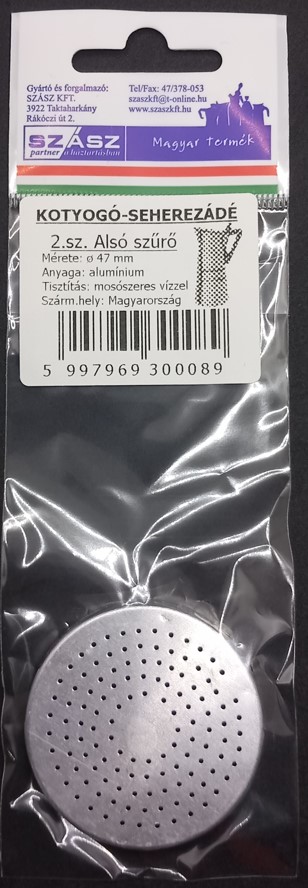 Gyártó és forgalmazó:
SZÁSZ KFT.
3922 Taktaharkány
Rákóczi út 2.
Tel/Fax: 47/378-053
szaszkft@t-online.hu
www.szaszkft.hu
SZÁSZ
partner a háztartásban
Magyar termék
KOTYOGÓ-SEHEREZÁDÉ
2.sz. Alsó szűrő
Mérete: ø 47 mm
Anyaga: alumínium
Tisztítás: mosószeres vízzel
Szárm.hely: Magyarország
5 997969 300089